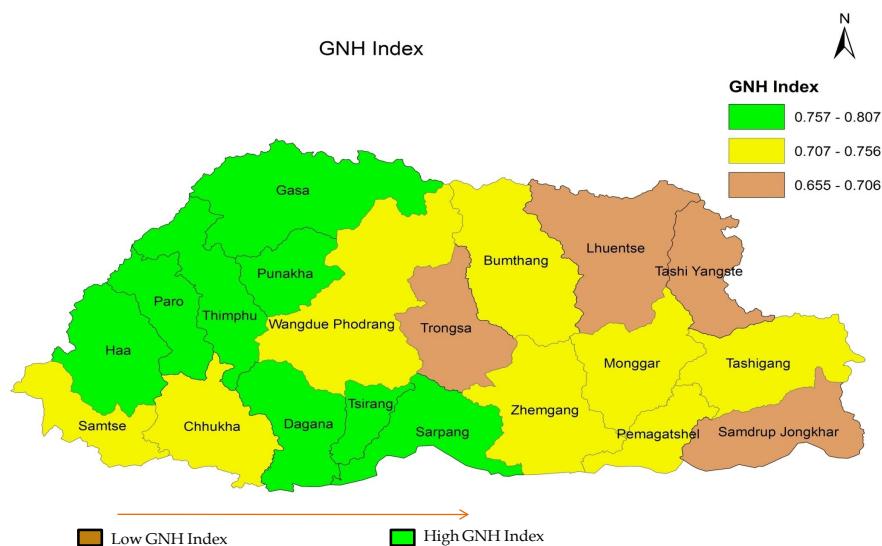 N
GNH Index
GNH Index
0.757 - 0.807
0.707 - 0.756
0.655 - 0.706
Gasa
Lhuentse
Bumthang
Punakha
Tashi Yangste
Paro
Thimphu
Wangdue Phodrang
Trongsa
Haa
Monggar
Tashigang
Tsirang
Zhemgang
Samtse
Chhukha
Dagana
Sarpang
Pemagatshel
Samdrup Jongkhar
Low GNH Index
High GNH Index